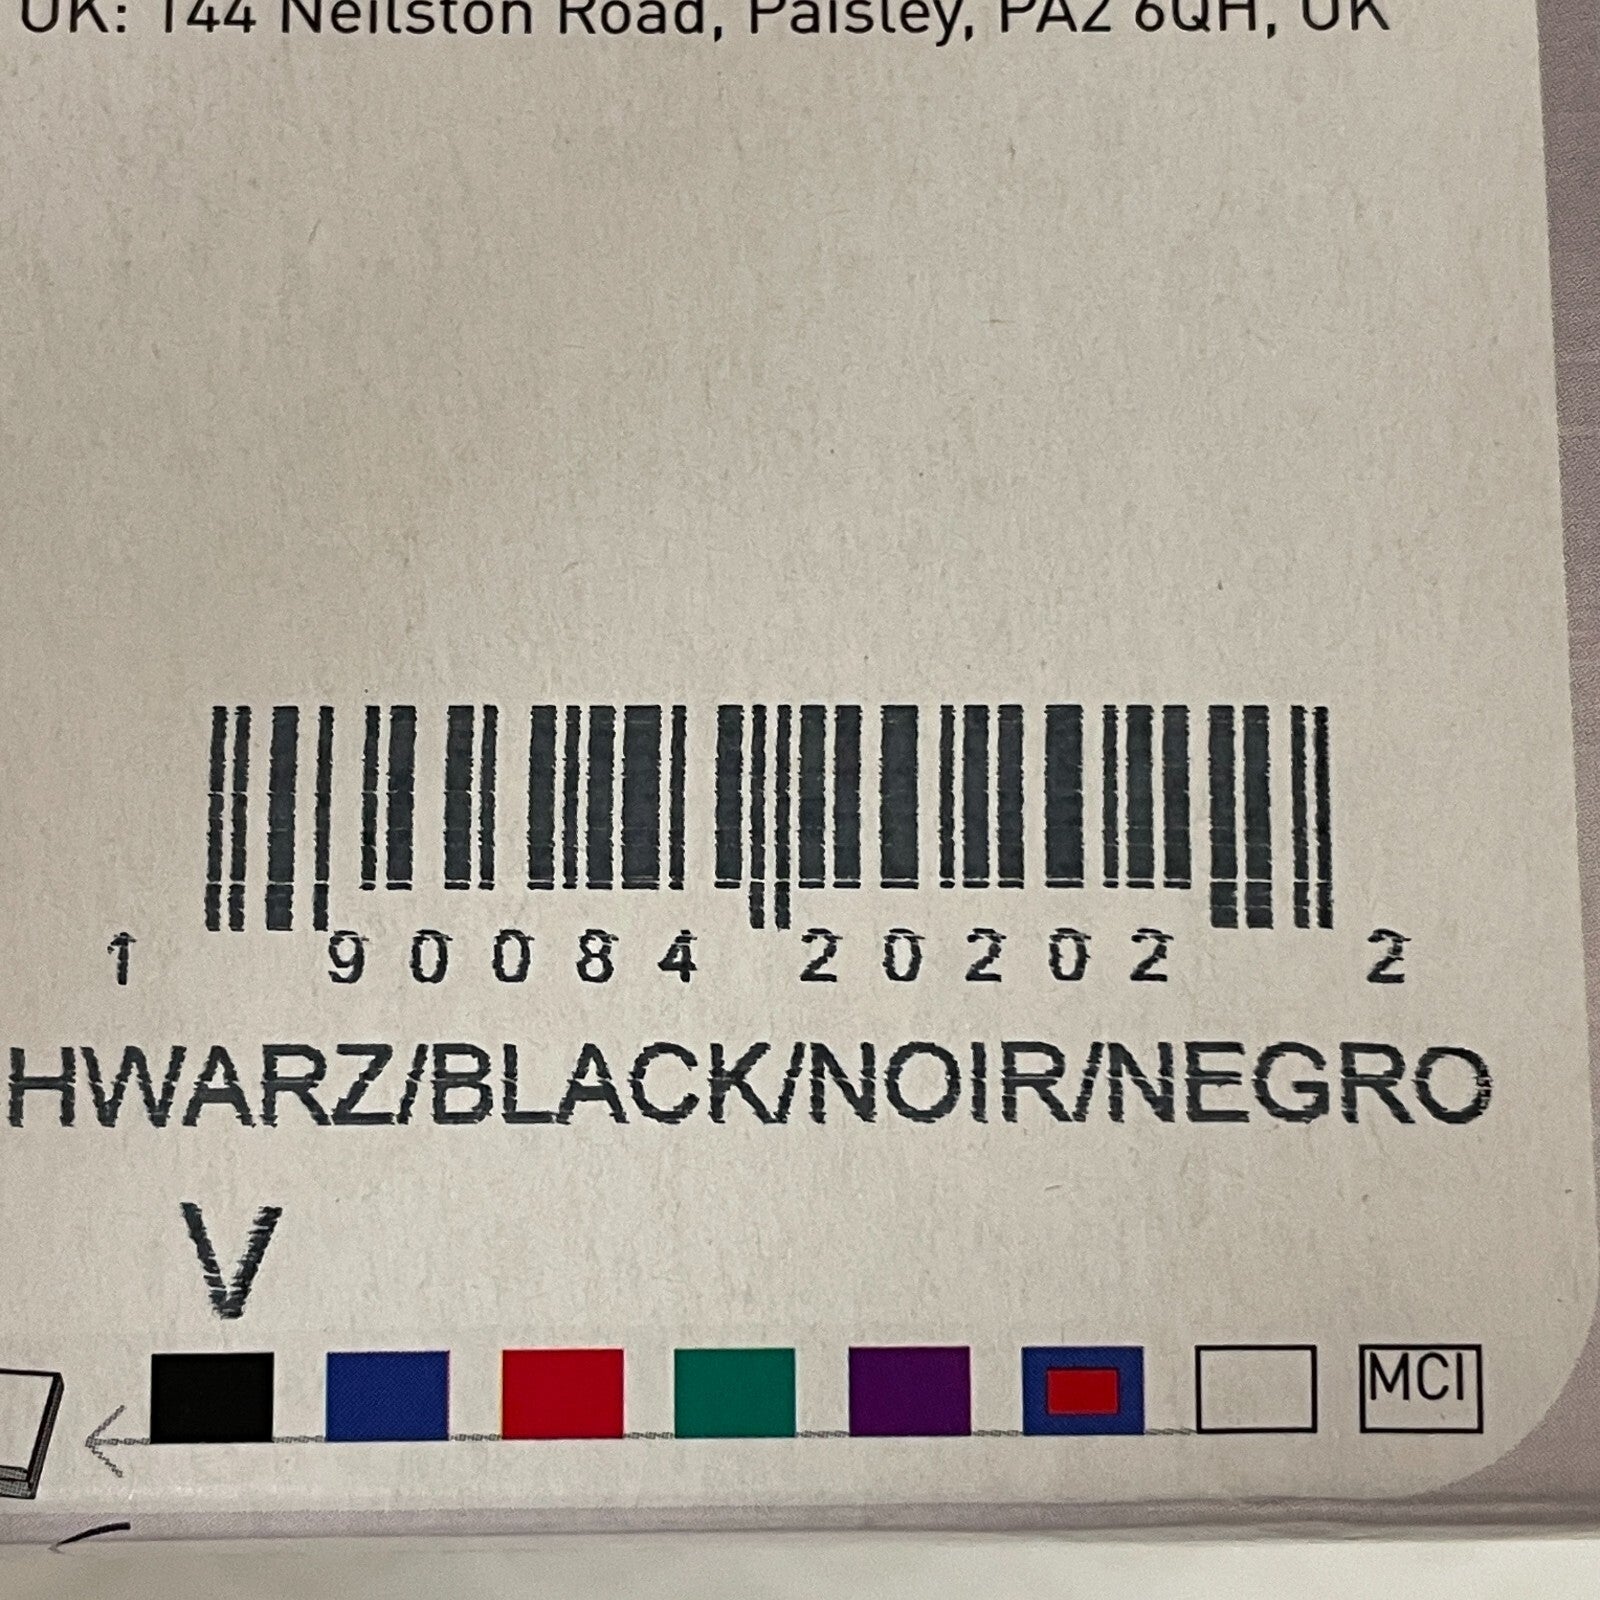 UK: 144 Neilston Road, Paisley, PA2 6QH, UK
1 90084 20202 2
HWARZ/BLACK/NOIR/NEGRO
V
MCI